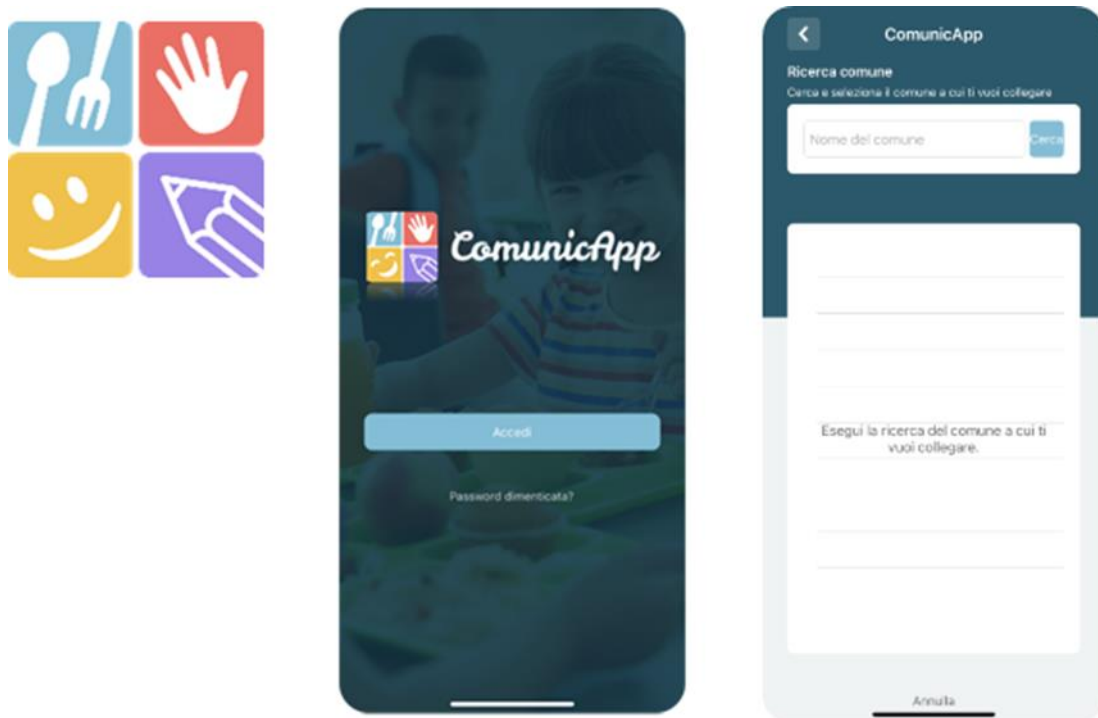 ComunicApp
Accedi
Password dimenticata?
ComunicApp
Ricerca comune
Cerca e seleziona il comune a cui ti vuoi collegare
Nome del comune
Cerca
Esegui la ricerca del comune a cui ti
vuoi collegare.
Annulla